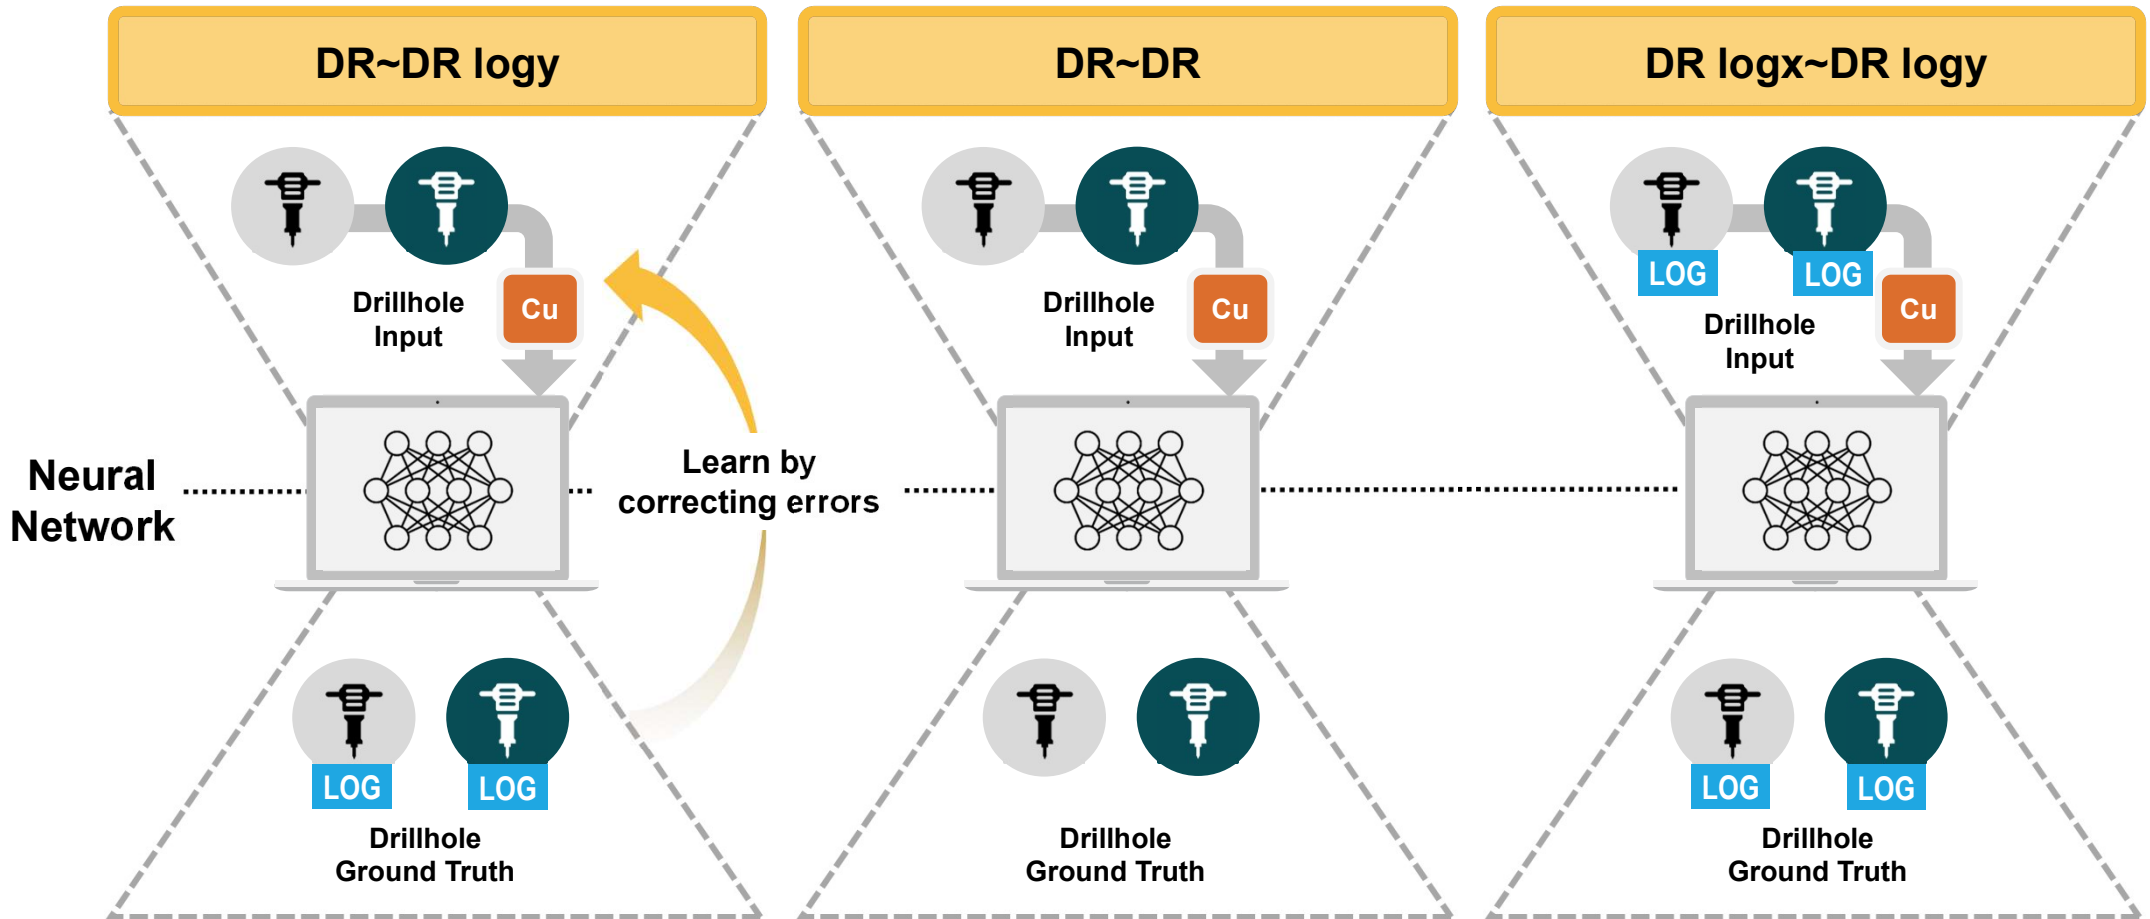 DR~DR logy
DR~DR
DR logx~DR logy
Drillhole
Input
Cu
Drillhole
Input
Cu
LOG
LOG
Drillhole
Input
Cu
Neural
Network
Learn by
correcting errors
LOG
LOG
Drillhole
Ground Truth
Drillhole
Ground Truth
LOG
LOG
Drillhole
Ground Truth